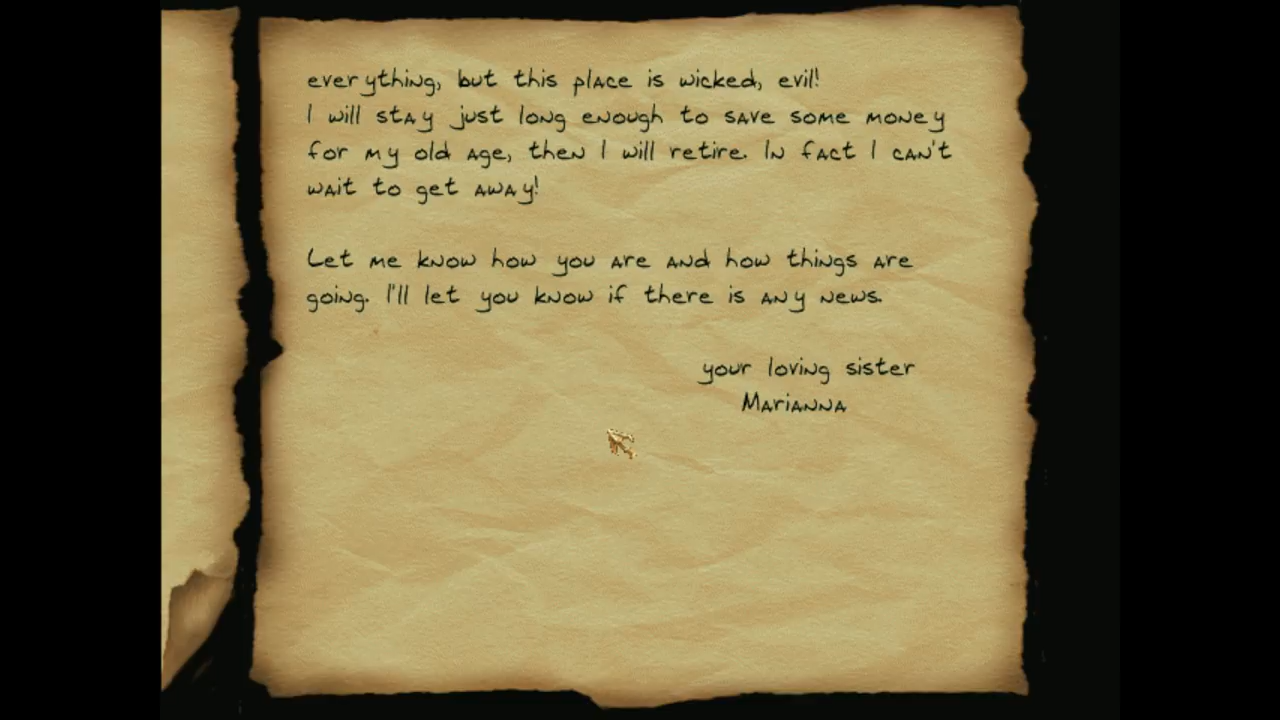 everything, but this place is wicked, evil!
I will stay just long enough to save some money
for my old age, then I will retire. In fact I can't
wait to get away!
Let me know how you are and how things are
going. I'll let you know if there is any news.
your loving sister
Marianna